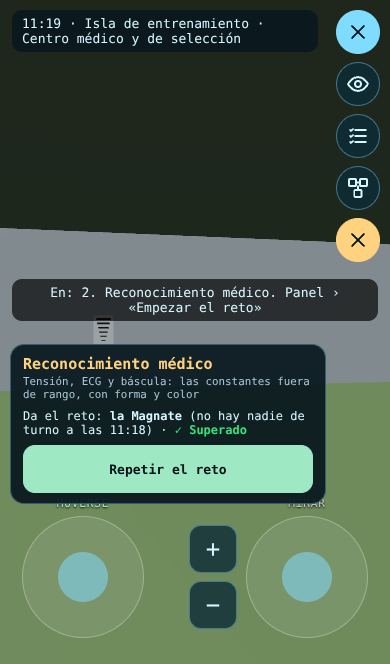 11:19 · Isla de entrenamiento ·
Centro médico y de selección
En: 2. Reconocimiento médico. Panel ›
«Empezar el reto»
Reconocimiento médico
Tensión, ECG y báscula: las constantes fuera
de rango, con forma y color
Da el reto: la Magnate (no hay nadie de
turno a las 11:18) · ✓ Superado
Repetir el reto
MOVERSE
MIRAR
+
−